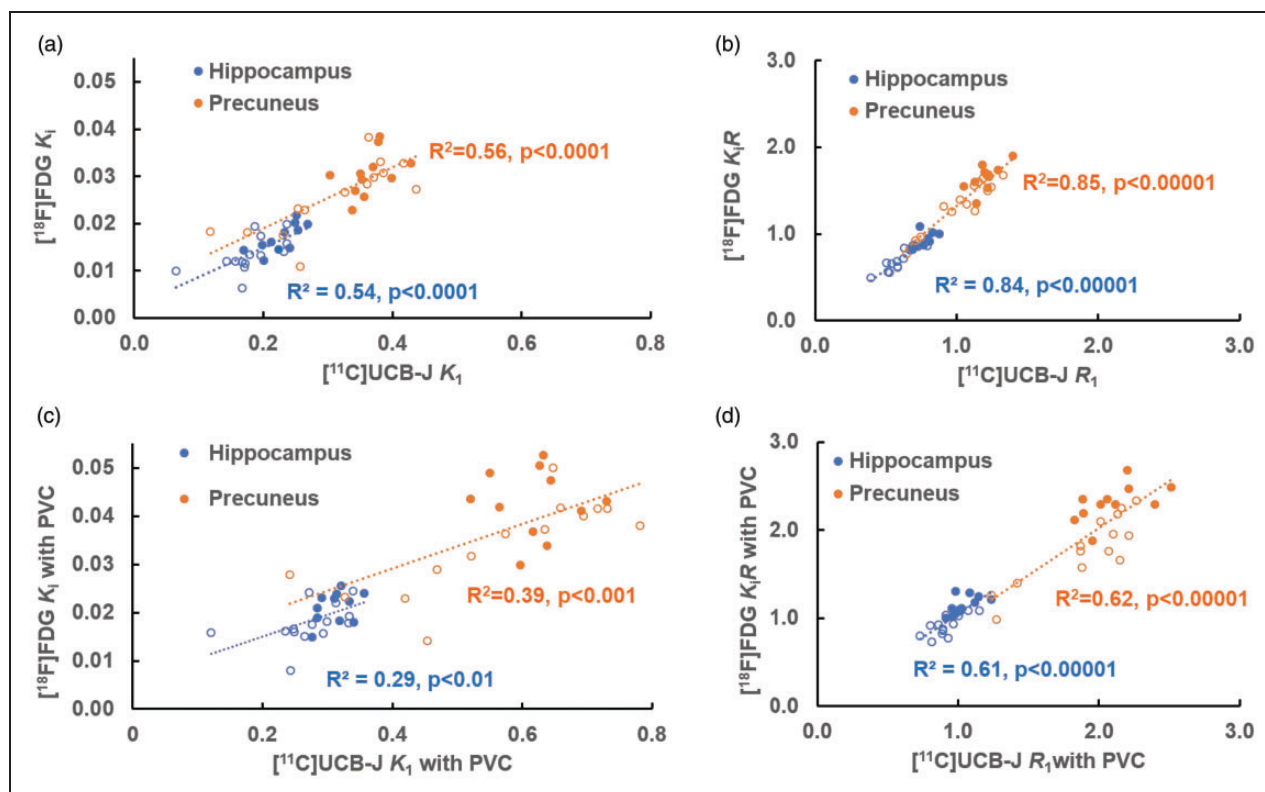 (a)
Hippocampus
Precuneus
[¹⁸F]FDG Kᵢ
0.05
0.04
0.03
0.02
0.01
0.00
R²=0.56, p<0.0001
R² = 0.54, p<0.0001
0.0 0.2 0.4 0.6 0.8
[¹¹C]UCB-J K₁
(b)
Hippocampus
Precuneus
[¹⁸F]FDG KᵢR
3.0
2.0
1.0
0.0
R²=0.85, p<0.00001
R² = 0.84, p<0.00001
0.0 1.0 2.0 3.0
[¹¹C]UCB-J R₁
(c)
Hippocampus
Precuneus
[¹⁸F]FDG Kᵢ with PVC
0.05
0.04
0.03
0.02
0.01
0.00
R²=0.39, p<0.001
R² = 0.29, p<0.01
0 0.2 0.4 0.6 0.8
[¹¹C]UCB-J K₁ with PVC
(d)
Hippocampus
Precuneus
[¹⁸F]FDG KᵢR with PVC
3.0
2.0
1.0
0.0
R²=0.62, p<0.00001
R² = 0.61, p<0.00001
0.0 1.0 2.0 3.0
[¹¹C]UCB-J R₁with PVC